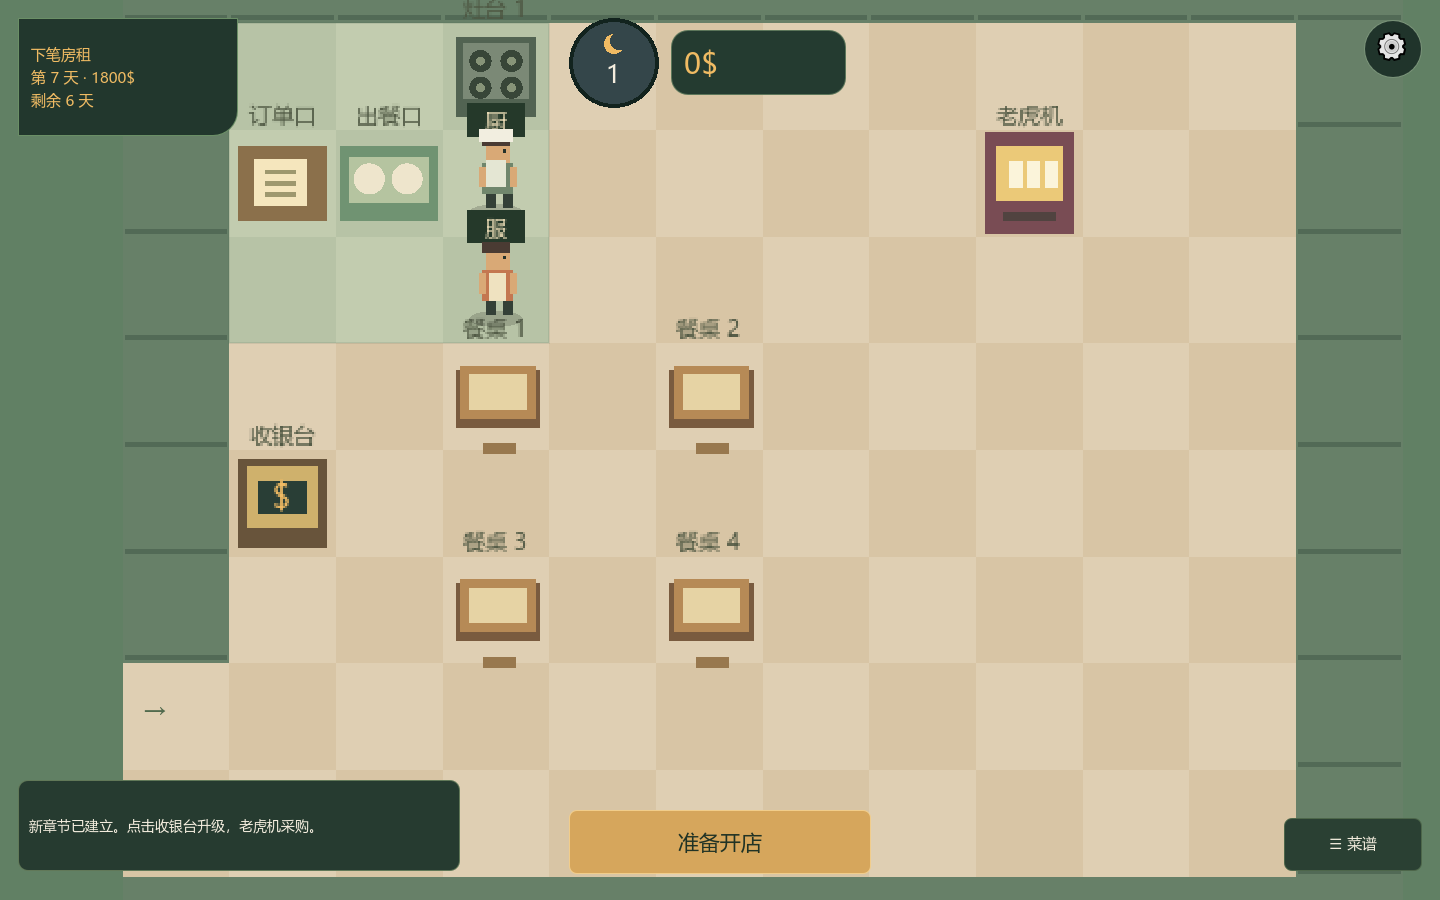 灶台 1
下笔房租
第 7 天 · 1800$
剩余 6 天
1
0$
订单口
出餐口
厨
老虎机
服
餐桌 1
餐桌 2
收银台
$
餐桌 3
餐桌 4
→
新章节已建立。点击收银台升级，老虎机采购。
准备开店
☰ 菜谱